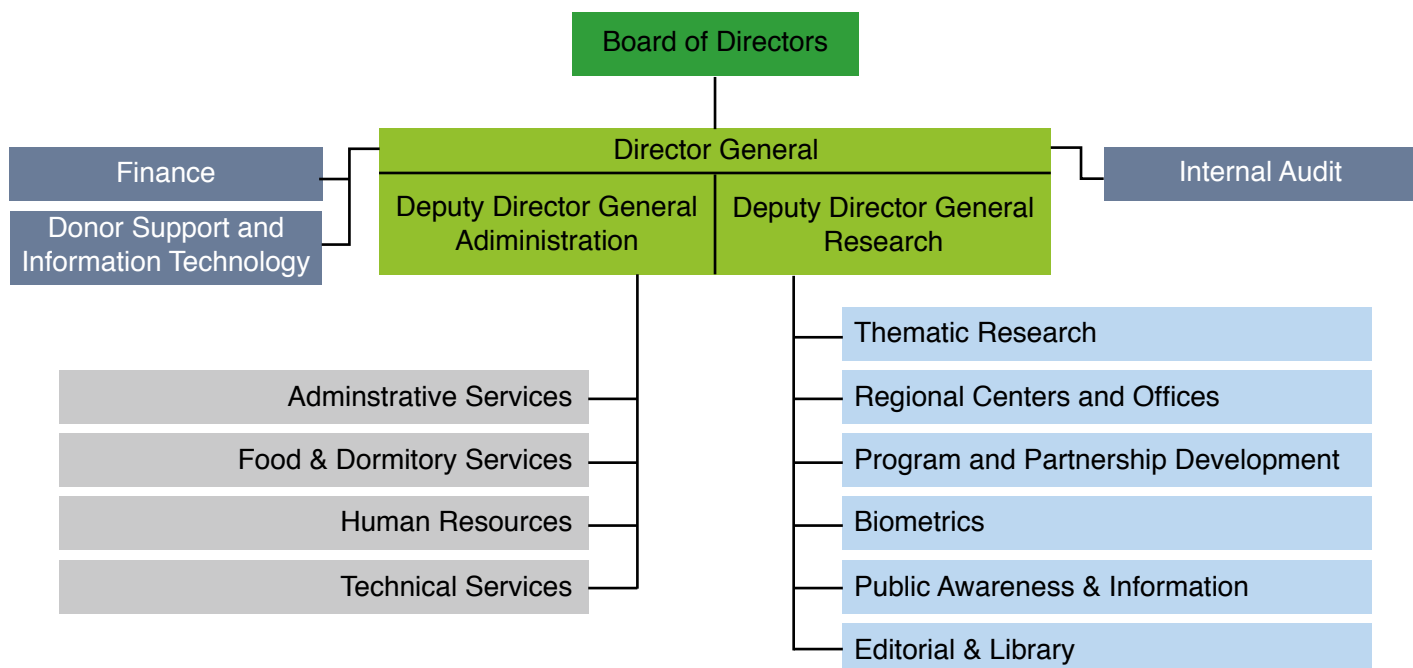 Board of Directors
Director General
Finance
Internal Audit
Donor Support and
Information Technology
Deputy Director General
Adiministration
Deputy Director General
Research
Thematic Research
Adminstrative Services
Regional Centers and Offices
Food & Dormitory Services
Program and Partnership Development
Human Resources
Biometrics
Technical Services
Public Awareness & Information
Editorial & Library